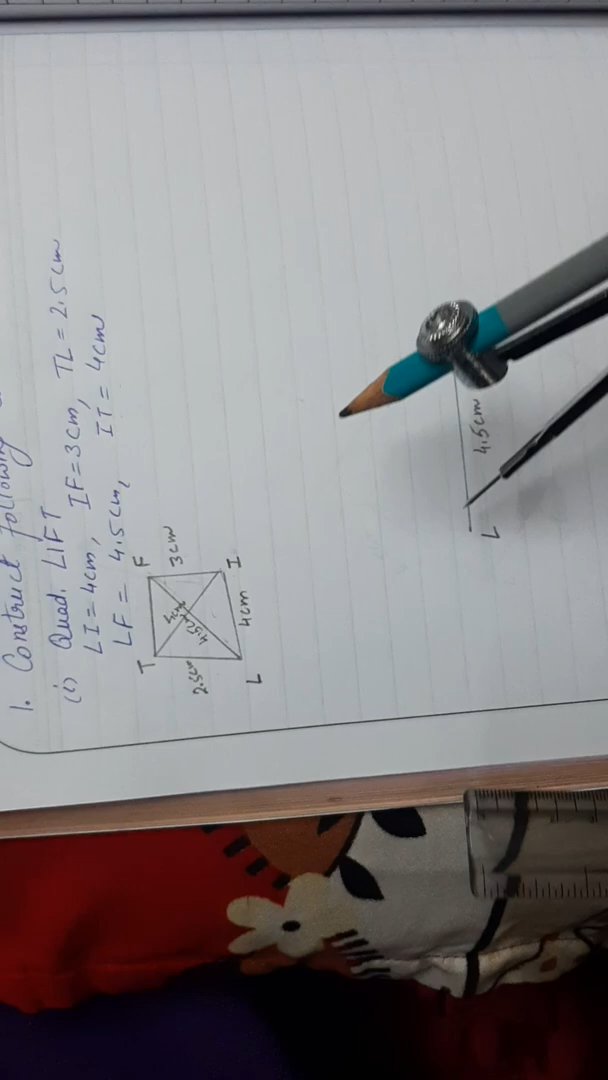 1. Construct following
(i) Quad. LIFT
LI = 4cm, IF = 3cm, TL = 2.5cm
LF = 4.5cm, IT = 4cm
T
F
2.5cm
3cm
4.5cm
L
4cm
I
L
4.5cm